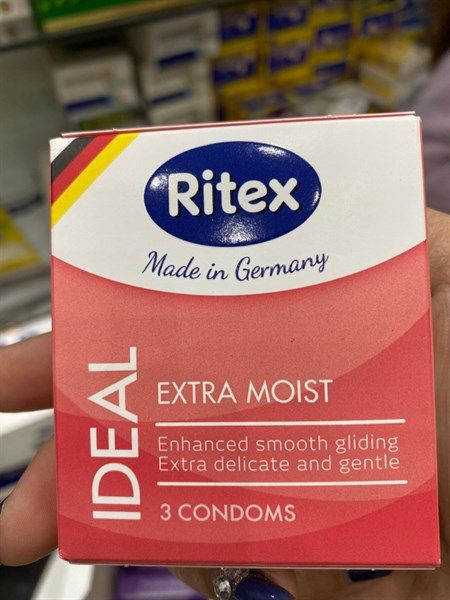 Ritex
Made in Germany
IDEAL
EXTRA MOIST
Enhanced smooth gliding
Extra delicate and gentle
3 CONDOMS